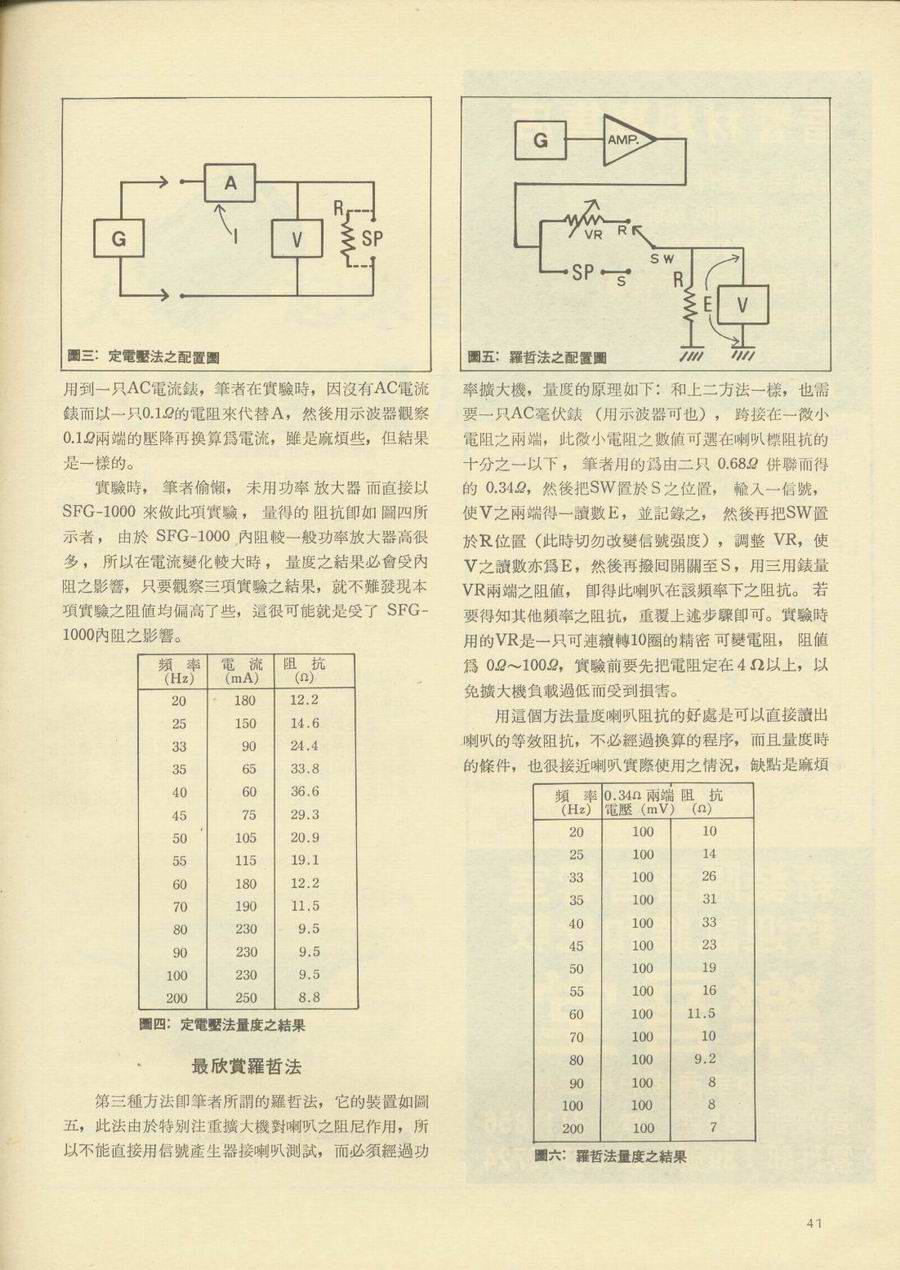 G
A
I
V
R
SP
圖三: 定電壓法之配置圖
用到一只AC電流錶，筆者在實驗時，因沒有AC電流
錶而以一只0.1Ω的電阻來代替A，然後用示波器觀察
0.1Ω兩端的壓降再換算爲電流，雖是麻煩些，但結果
是一樣的。
實驗時，筆者偷懶，未用功率放大器而直接以
SFG-1000 來做此項實驗，量得的阻抗卽如圖四所
示者，由於 SFG-1000 內阻較一般功率放大器高很
多，所以在電流變化較大時，量度之結果必會受內
阻之影響，只要觀察三項實驗之結果，就不難發現本
項實驗之阻值均偏高了些，這很可能就是受了 SFG-
1000內阻之影響。
頻 率 電 流 阻 抗
(Hz) (mA) (Ω)
20 180 12.2
25 150 14.6
33 90 24.4
35 65 33.8
40 60 36.6
45 75 29.3
50 105 20.9
55 115 19.1
60 180 12.2
70 190 11.5
80 230 9.5
90 230 9.5
100 230 9.5
200 250 8.8
圖四: 定電壓法量度之結果
最欣賞羅哲法
第三種方法卽筆者所謂的羅哲法，它的裝置如圖
五，此法由於特別注重擴大機對喇叭之阻尼作用，所
以不能直接用信號產生器接喇叭測試，而必須經過功
G
AMP.
VR
R
SW
SP
S
R
E
V
圖五: 羅哲法之配置圖
率擴大機，量度的原理如下：和上二方法一樣，也需
要一只AC毫伏錶 （用示波器可也），跨接在一微小
電阻之兩端，此微小電阻之數値可選在喇叭標阻抗的
十分之一以下，筆者用的爲由二只 0.68Ω 併聯而得
的 0.34Ω，然後把SW置於S之位置，輸入一信號，
使V之兩端得一讀數E，並記錄之，然後再把SW置
於R位置（此時切勿改變信號强度），調整 VR，使
V之讀數亦爲E，然後再撥囘開關至S，用三用錶量
VR兩端之阻值，卽得此喇叭在該頻率下之阻抗。若
要得知其他頻率之阻抗，重覆上述步驟卽可。實驗時
用的VR是一只可連續轉10圈的精密可變電阻，阻値
爲 0Ω～100Ω，實驗前要先把電阻定在 4 Ω以上，以
免擴大機負載過低而受到損害。
用這個方法量度喇叭阻抗的好處是可以直接讀出
喇叭的等效阻抗，不必經過換算的程序，而且量度時
的條件，也很接近喇叭實際使用之情況，缺點是麻煩
頻 率 0.34Ω 兩端 阻 抗
(Hz) 電壓 (mV) (Ω)
20 100 10
25 100 14
33 100 26
35 100 31
40 100 33
45 100 23
50 100 19
55 100 16
60 100 11.5
70 100 10
80 100 9.2
90 100 8
100 100 8
200 100 7
圖六: 羅哲法量度之結果
41